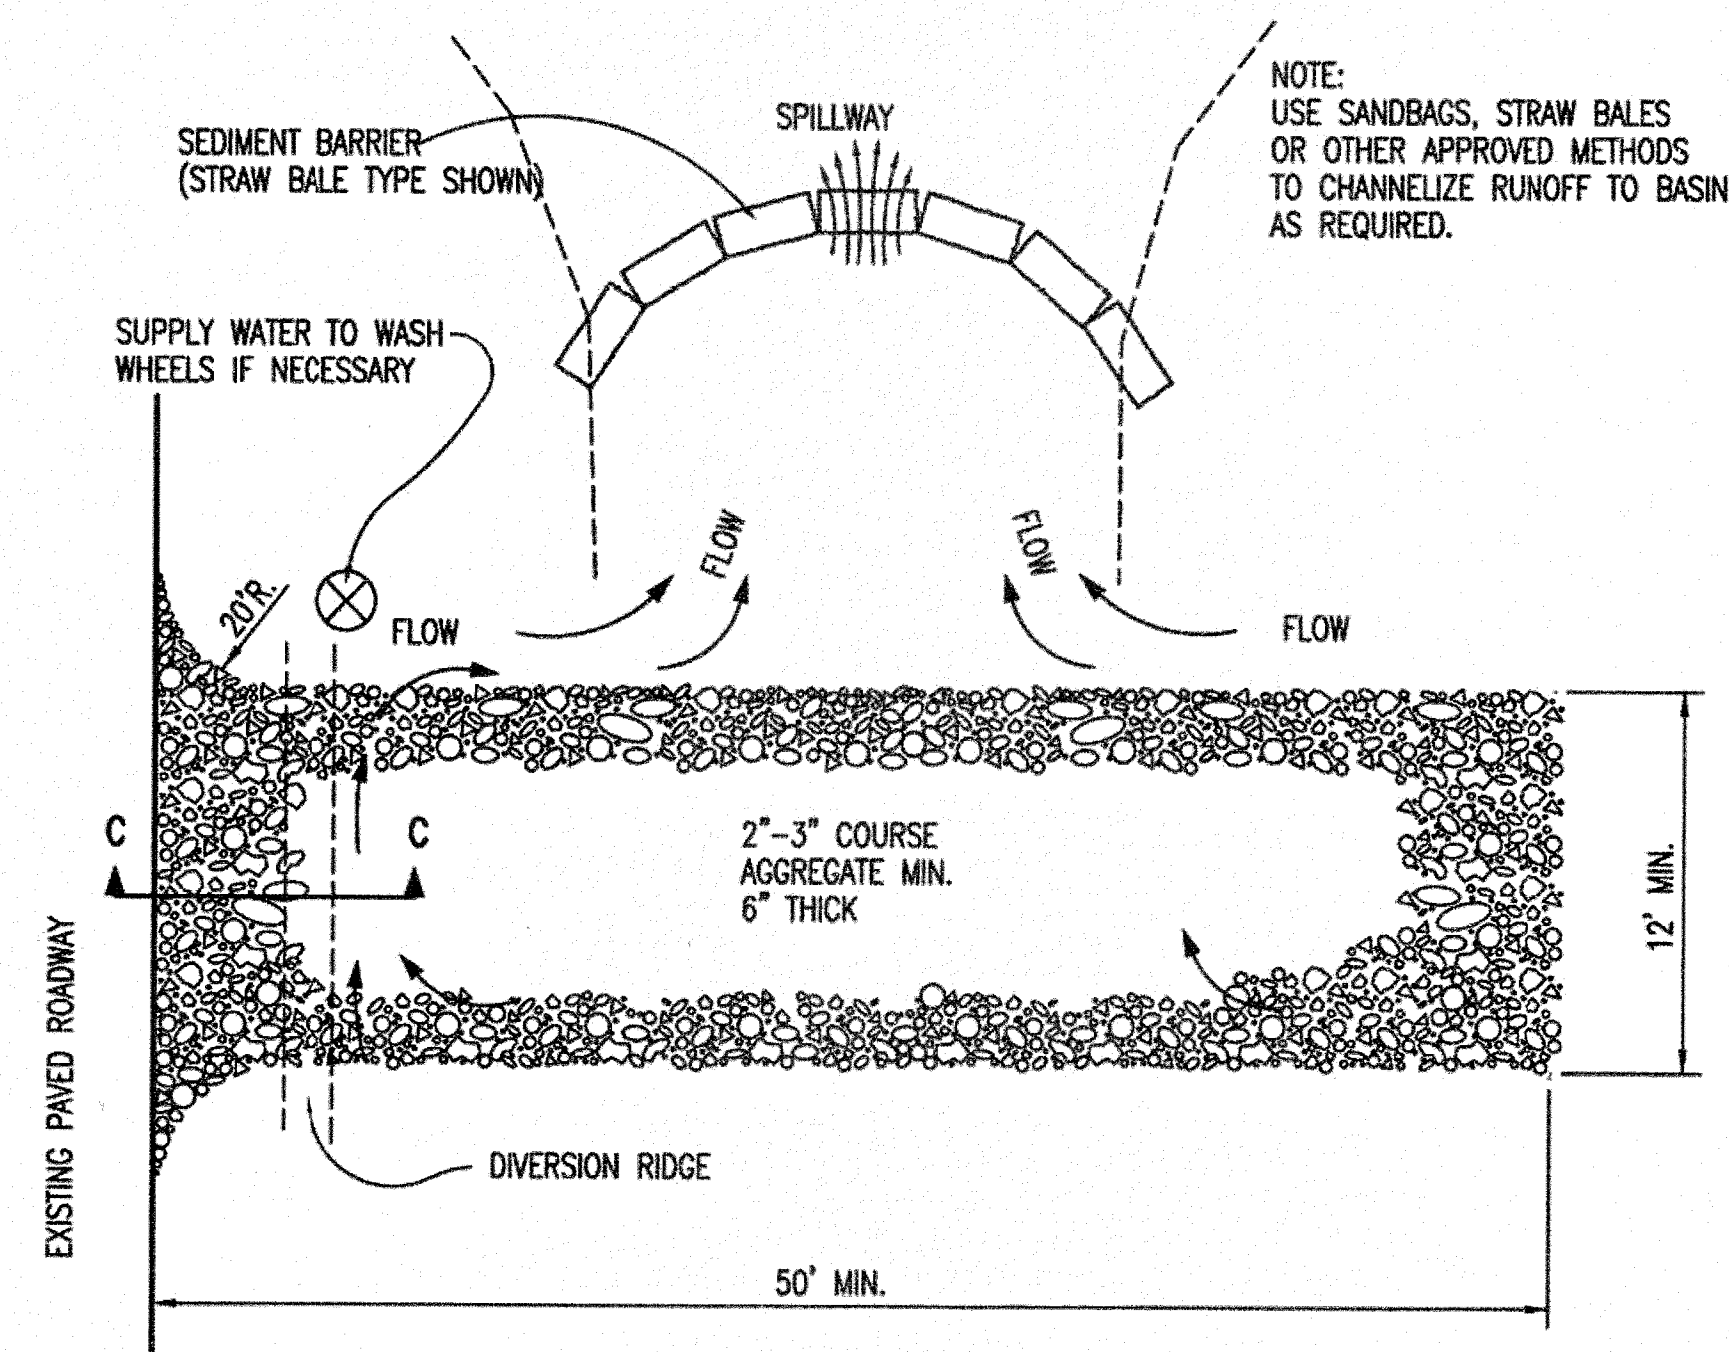 SPILLWAY
NOTE:
USE SANDBAGS, STRAW BALES
OR OTHER APPROVED METHODS
TO CHANNELIZE RUNOFF TO BASIN
AS REQUIRED.
SEDIMENT BARRIER
(STRAW BALE TYPE SHOWN)
SUPPLY WATER TO WASH
WHEELS IF NECESSARY
20'R.
FLOW
FLOW
FLOW
FLOW
C
C
2"-3" COURSE
AGGREGATE MIN.
6" THICK
12' MIN.
EXISTING PAVED ROADWAY
DIVERSION RIDGE
50' MIN.